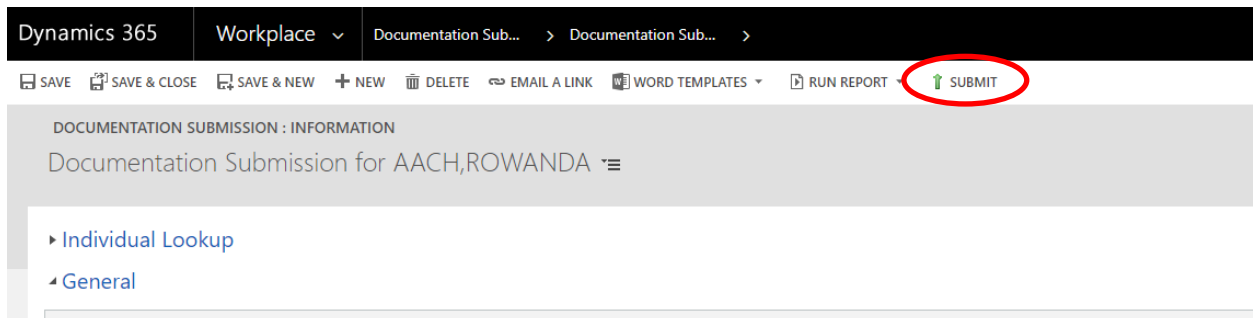 Dynamics 365 Workplace Documentation Sub... > Documentation Sub... >
SAVE SAVE & CLOSE SAVE & NEW NEW DELETE EMAIL A LINK WORD TEMPLATES RUN REPORT SUBMIT
DOCUMENTATION SUBMISSION : INFORMATION
Documentation Submission for AACH,ROWANDA
Individual Lookup
General